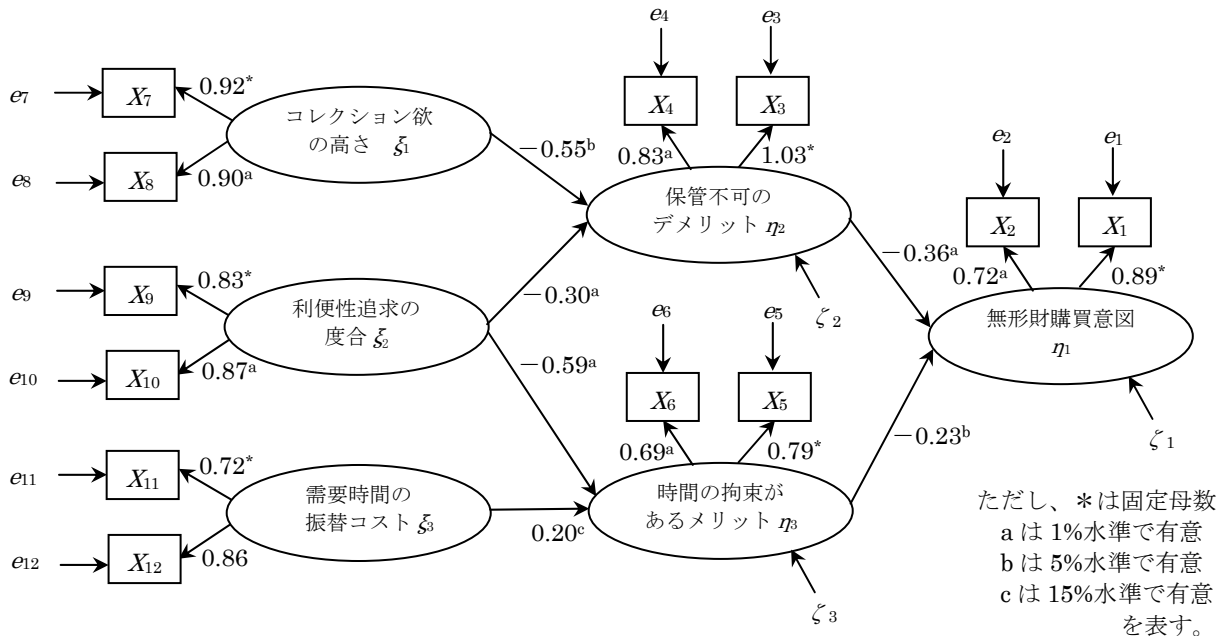 e4
e3
X4
X3
0.83a
1.03*
e7
X7
0.92*
コレクション欲
の高さ ξ1
e8
X8
0.90a
−0.55b
保管不可の
デメリット η2
ζ2
e2
e1
X2
X1
0.72a
0.89*
−0.36a
無形財購買意図
η1
ζ1
e9
X9
0.83*
利便性追求の
度合 ξ2
e10
X10
0.87a
−0.30a
−0.59a
e6
e5
X6
X5
0.69a
0.79*
−0.23b
e11
X11
0.72*
需要時間の
振替コスト ξ3
e12
X12
0.86
0.20c
時間の拘束が
あるメリット η3
ζ3
ただし、＊は固定母数
a は 1%水準で有意
b は 5%水準で有意
c は 15%水準で有意
を表す。